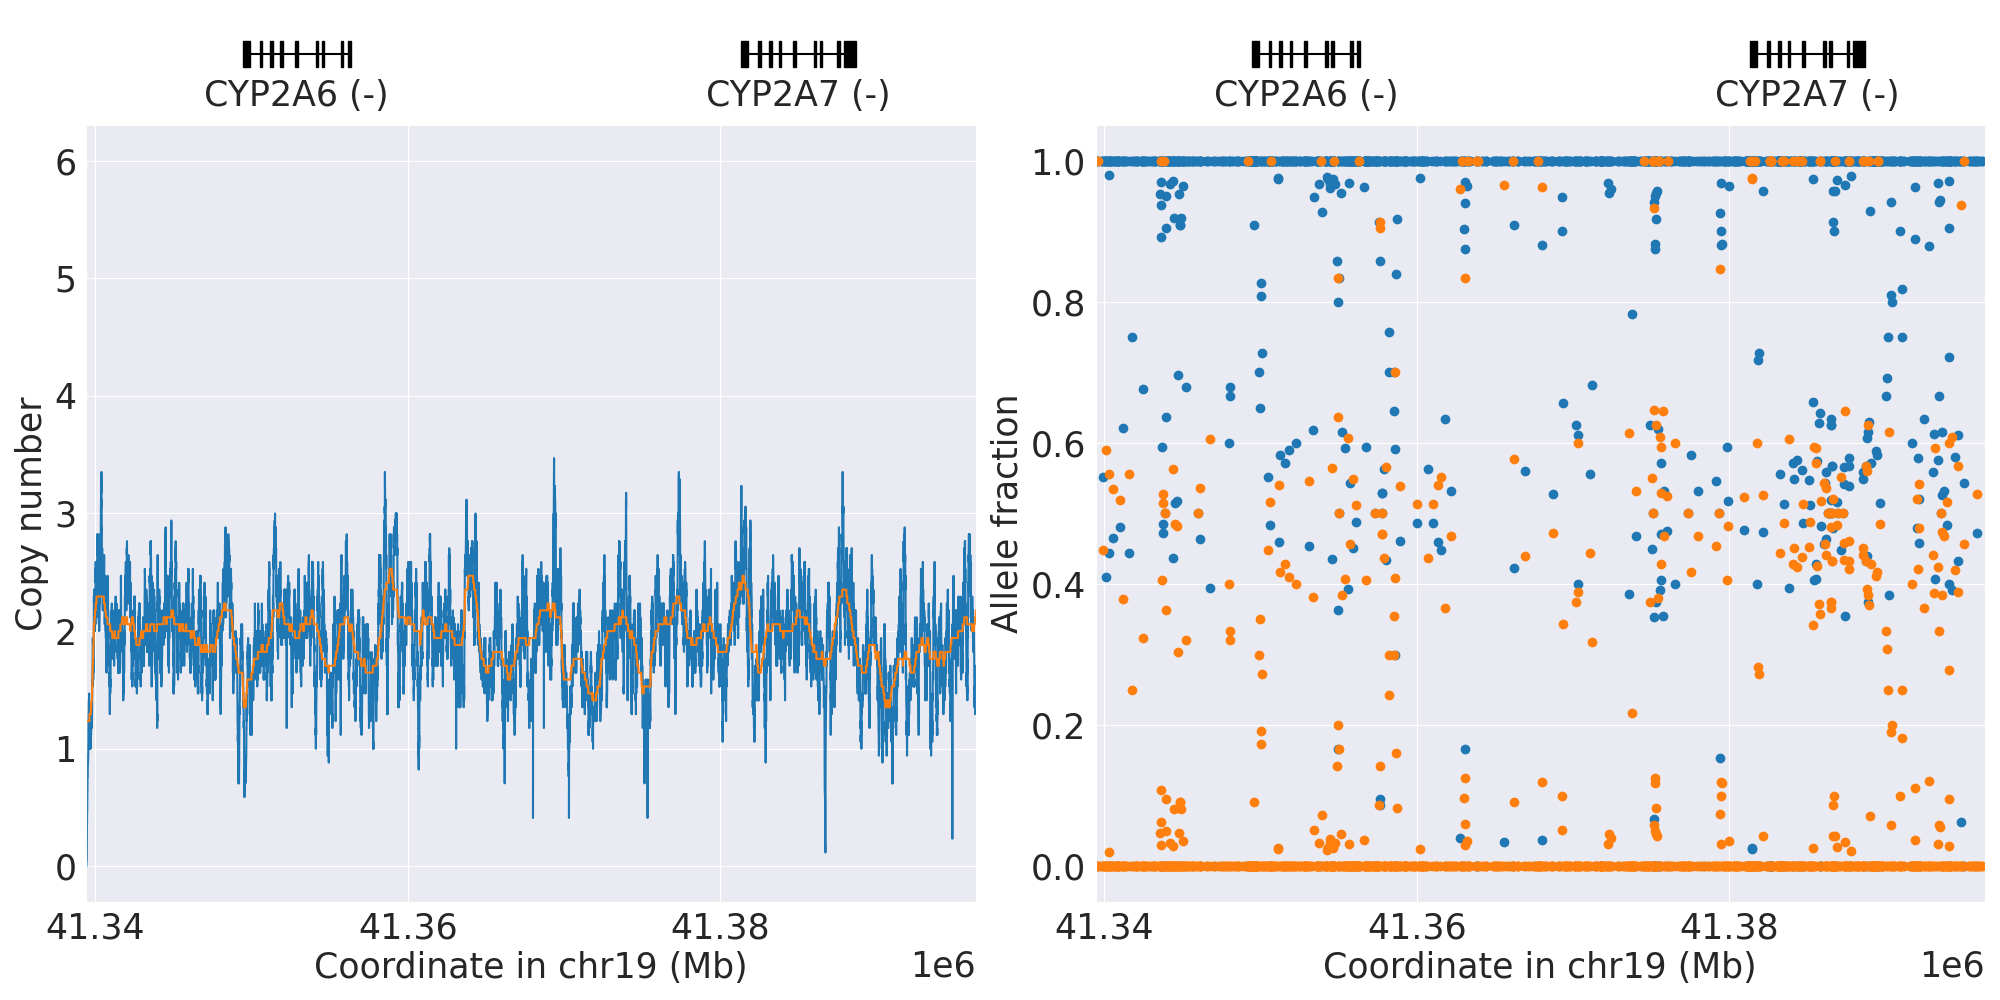 CYP2A6 (-)
CYP2A7 (-)
6
5
4
3
2
1
0
Copy number
41.34
41.36
41.38
Coordinate in chr19 (Mb)
1e6
CYP2A6 (-)
CYP2A7 (-)
1.0
0.8
0.6
0.4
0.2
0.0
Allele fraction
41.34
41.36
41.38
Coordinate in chr19 (Mb)
1e6